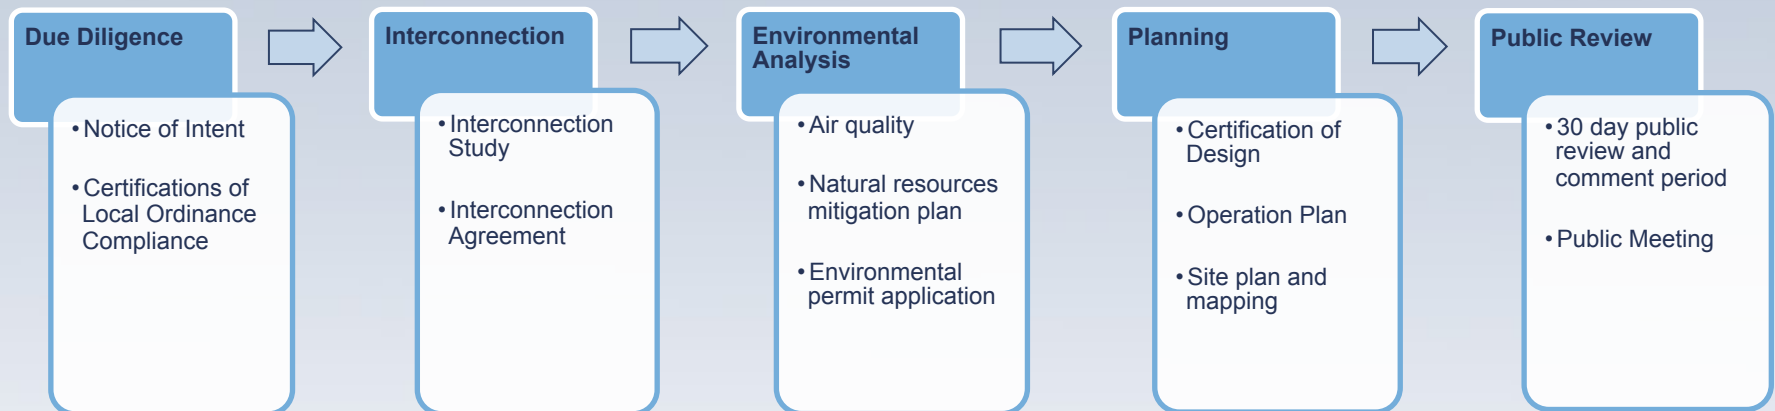 Due Diligence
• Notice of Intent
• Certifications of
Local Ordinance
Compliance
Interconnection
• Interconnection
Study
• Interconnection
Agreement
Environmental
Analysis
• Air quality
• Natural resources
mitigation plan
• Environmental
permit application
Planning
• Certification of
Design
• Operation Plan
• Site plan and
mapping
Public Review
• 30 day public
review and
comment period
• Public Meeting